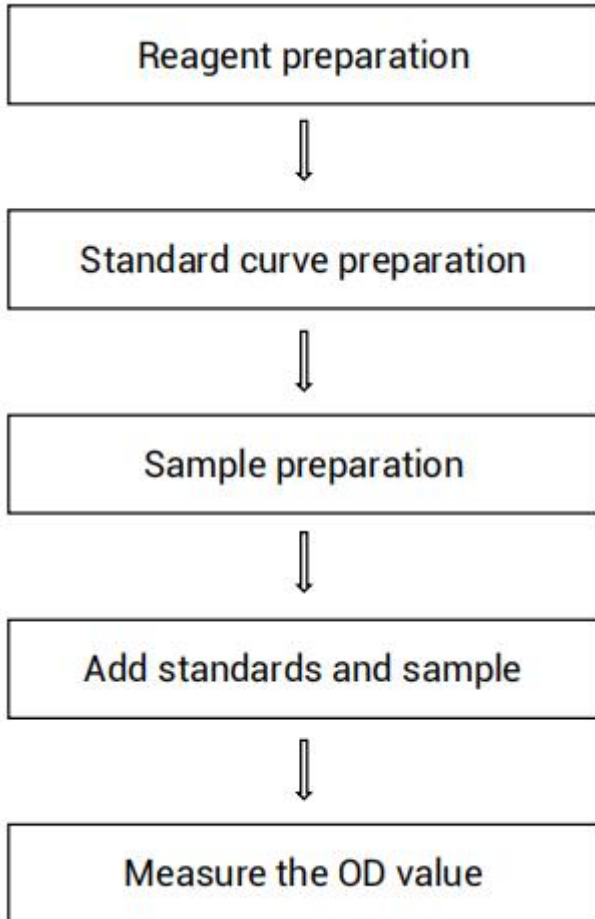 Reagent preparation
Standard curve preparation
Sample preparation
Add standards and sample
Measure the OD value